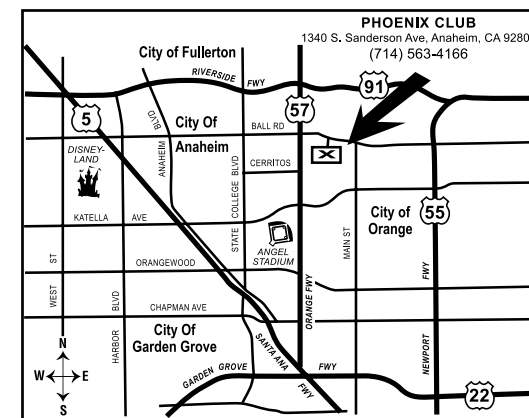 PHOENIX CLUB
1340 S. Sanderson Ave, Anaheim, CA 9280
(714) 563-4166
City of Fullerton
RIVERSIDE FWY
91
5
57
BLVD
ANAHEIM
City Of
Anaheim
BALL RD
DISNEY-
LAND
CERRITOS
STATE COLLEGE BLVD
KATELLA AVE
City of
Orange
55
ANGEL
STADIUM
MAIN ST
ORANGEWOOD
WEST ST
HARBOR BLVD
CHAPMAN AVE
ORANGE FWY
NEWPORT FWY
City Of
Garden Grove
SANTA ANA FWY
GARDEN GROVE FWY
22
N
W E
S
X